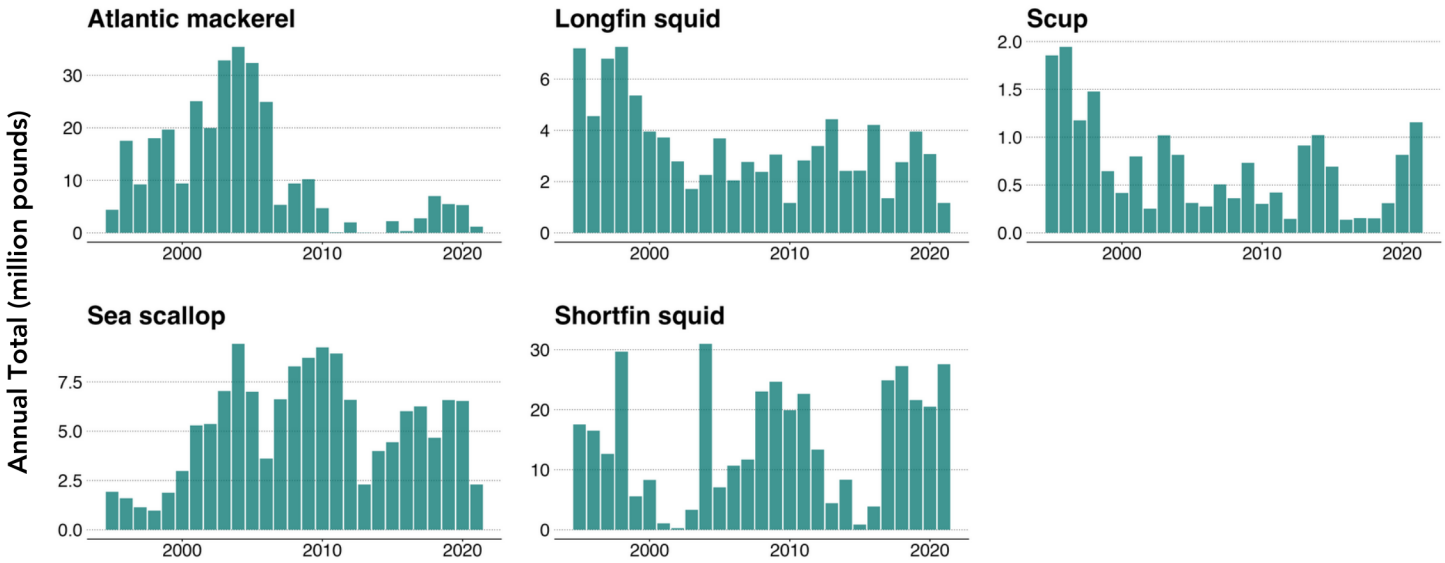 Annual Total (million pounds)
Atlantic mackerel
30
20
10
0
2000 2010 2020
Longfin squid
6
4
2
0
2000 2010 2020
Scup
2.0
1.5
1.0
0.5
0.0
2000 2010 2020
Sea scallop
7.5
5.0
2.5
0.0
2000 2010 2020
Shortfin squid
30
20
10
0
2000 2010 2020